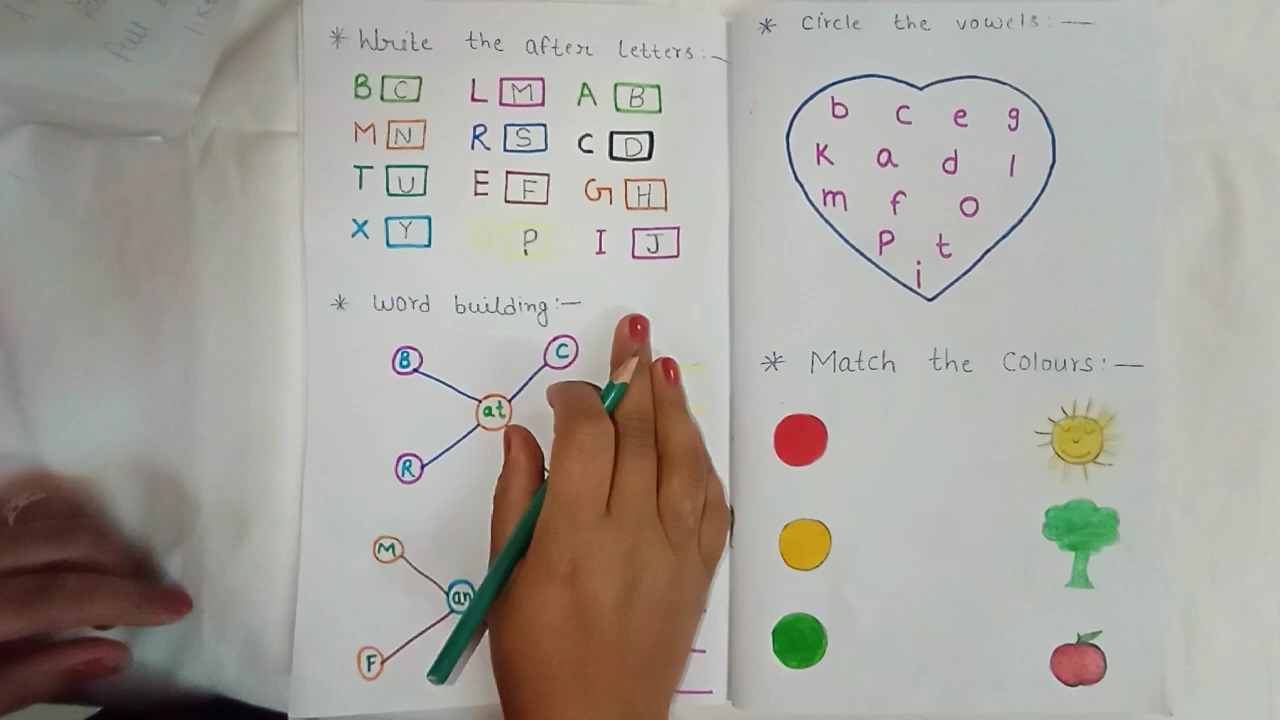 * Write the after letters:-
B C L M A B
M N R S C D
T U E F G H
X Y P I J
* Word building:-
B C
at
R
M
an
F
* Circle the vowels:-
b c e g
K a d l
m f o
P t
i
* Match the Colours:-